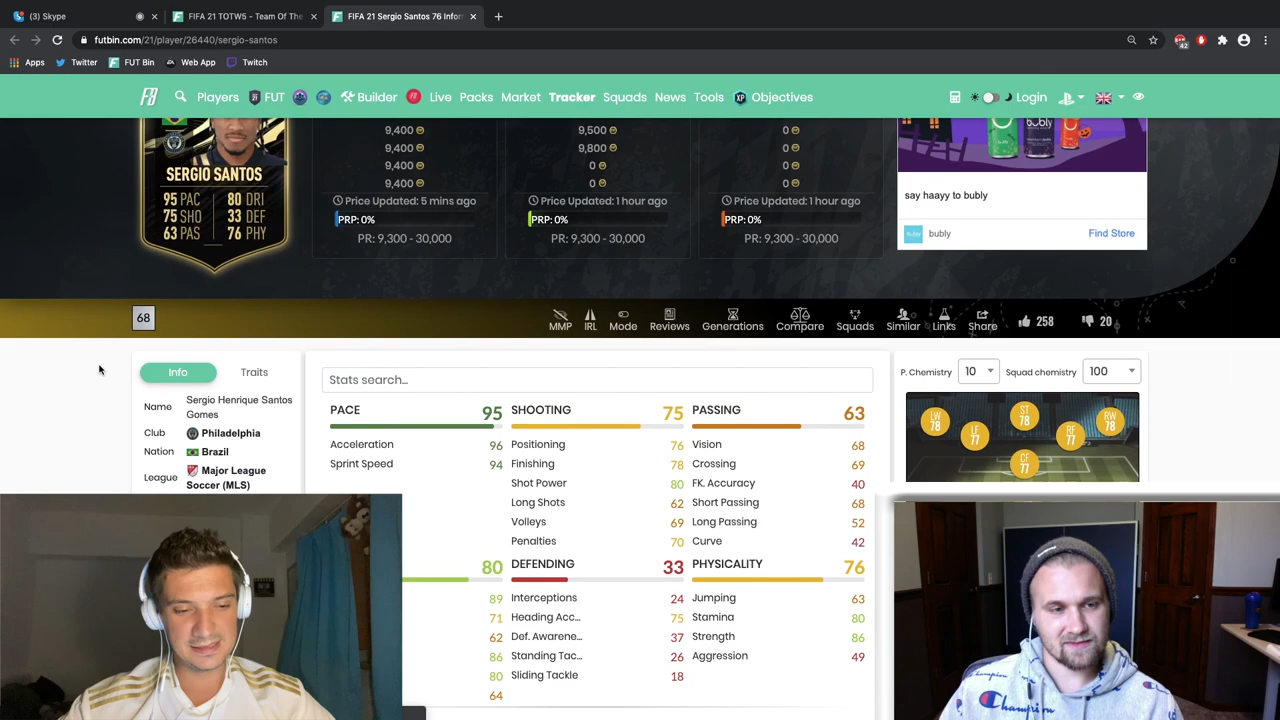 (3) Skype
FIFA 21 TOTW5 - Team Of The
FIFA 21 Sergio Santos 76 Infor
futbin.com/21/player/26440/sergio-santos
42
Apps Twitter FUT Bin Web App Twitch
Players FUT Builder Live Packs Market Tracker Squads News Tools XP Objectives Login
9,400 9,500 0
9,400 9,800 0
9,400 0 0
9,400 0 0
Price Updated: 5 mins ago Price Updated: 1 hour ago Price Updated: 1 hour ago
PRP: 0% PRP: 0% PRP: 0%
PR: 9,300 - 30,000 PR: 9,300 - 30,000 PR: 9,300 - 30,000
SERGIO SANTOS
95 PAC 80 DRI
75 SHO 33 DEF
63 PAS 76 PHY
bubly
say haayy to bubly
bubly Find Store
68
MMP IRL Mode Reviews Generations Compare Squads Similar Links Share 258 20
Info Traits
Name Sergio Henrique Santos
Gomes
Club Philadelphia
Nation Brazil
League Major League
Soccer (MLS)
Stats search...
PACE 95
Acceleration 96
Sprint Speed 94
SHOOTING 75
Positioning 76
Finishing 78
Shot Power 80
Long Shots 62
Volleys 69
Penalties 70
PASSING 63
Vision 68
Crossing 69
FK. Accuracy 40
Short Passing 68
Long Passing 52
Curve 42
80
89
71
62
86
80
64
DEFENDING 33
Interceptions 24
Heading Acc... 75
Def. Awarene... 37
Standing Tac... 26
Sliding Tackle 18
PHYSICALITY 76
Jumping 63
Stamina 80
Strength 86
Aggression 49
P. Chemistry 10 Squad chemistry 100
LW
78
ST
78
RW
78
LF
77
RF
77
CF
77
Champion